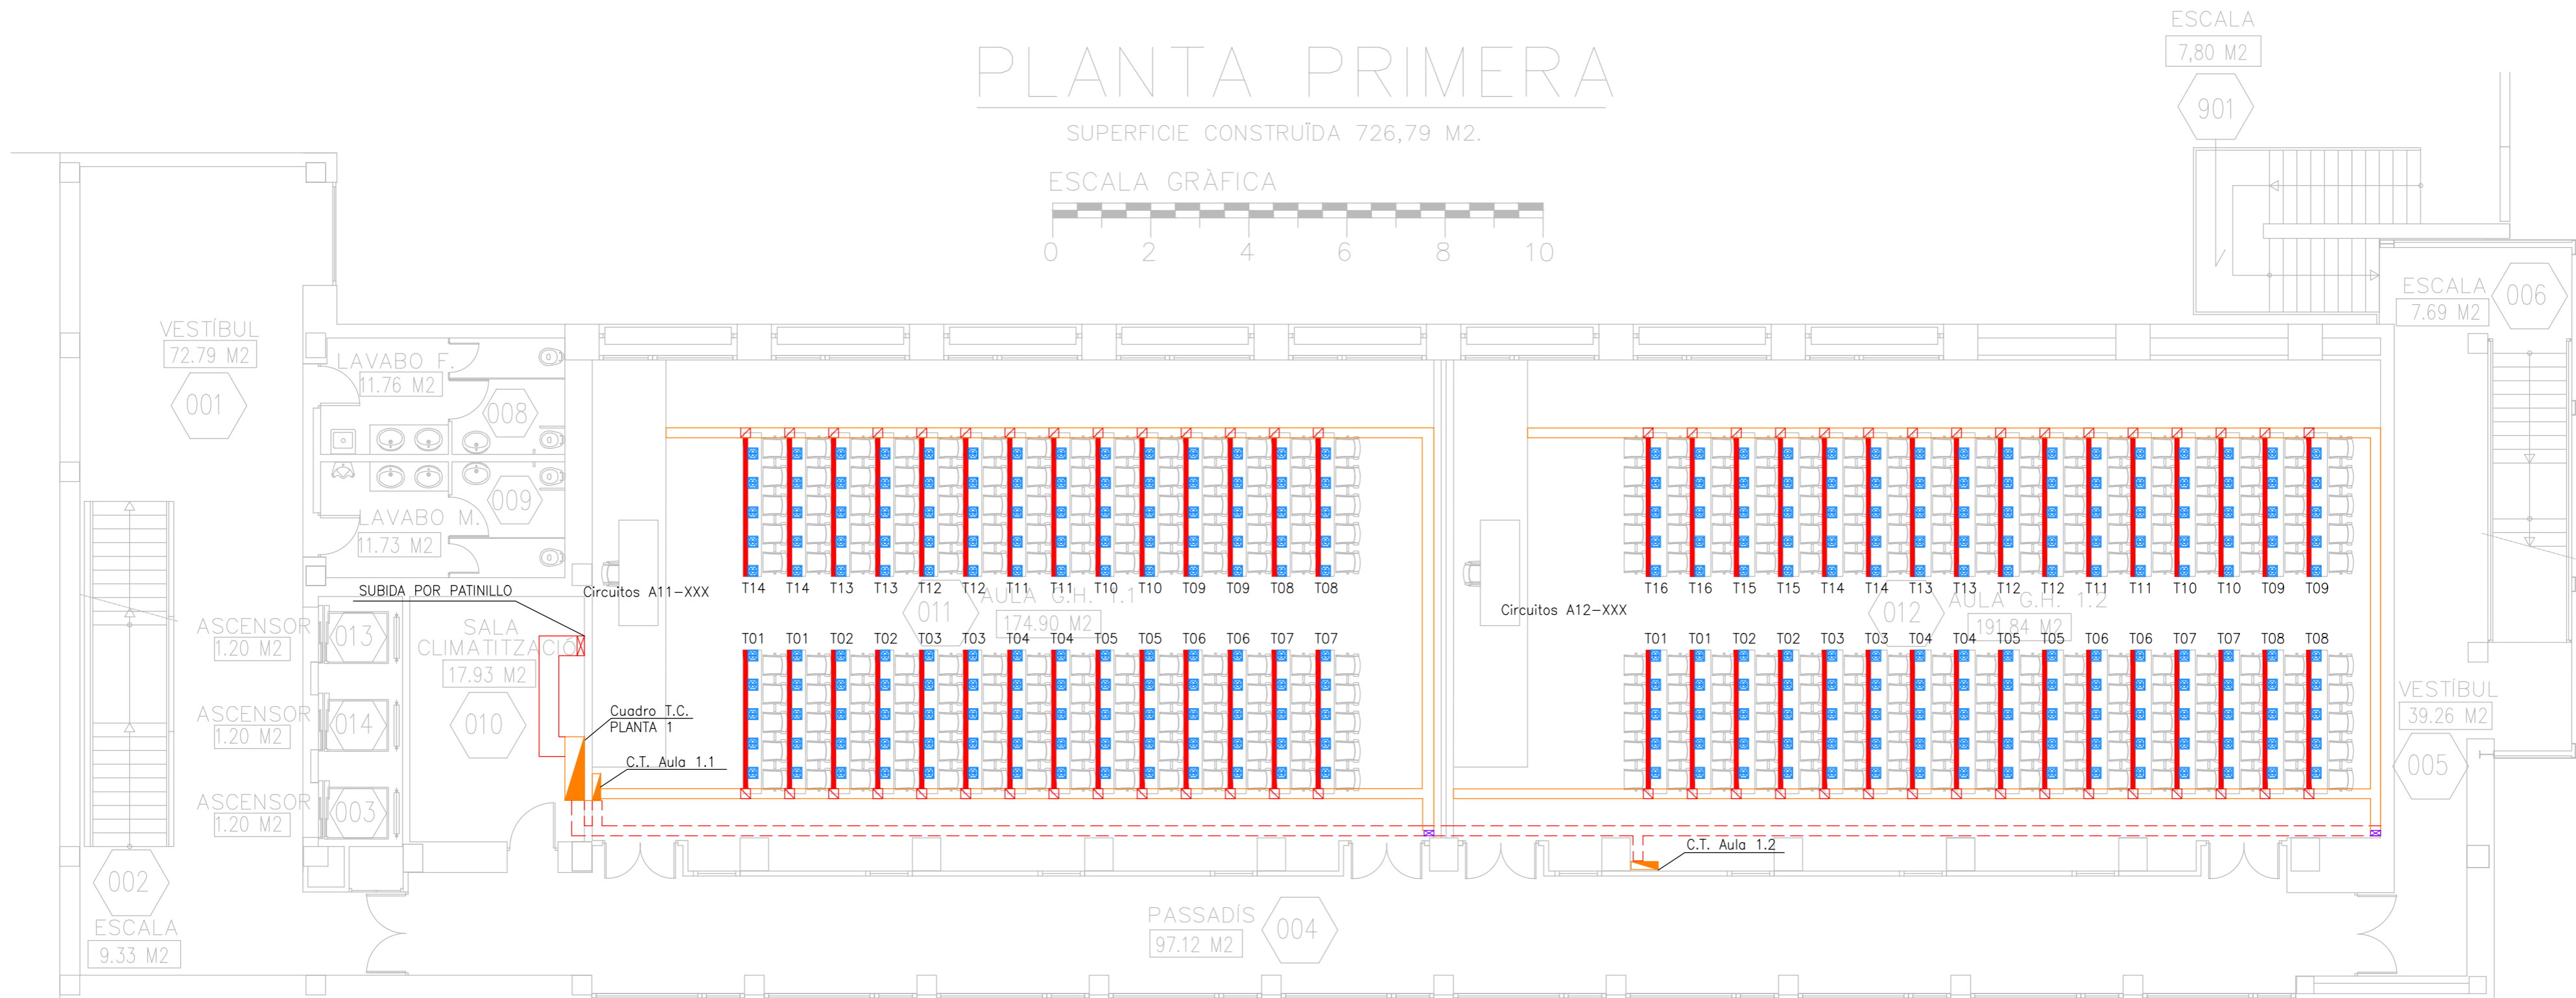 PLANTA PRIMERA
SUPERFICIE CONSTRUÏDA 726,79 M2.
ESCALA GRÀFICA
0 2 4 6 8 10
ESCALA
7,80 M2
901
ESCALA
7.69 M2
006
VESTÍBUL
72.79 M2
001
LAVABO F.
11.76 M2
008
009
LAVABO M.
11.73 M2
SUBIDA POR PATINILLO
ASCENSOR
1.20 M2
013
ASCENSOR
1.20 M2
014
ASCENSOR
1.20 M2
003
SALA
CLIMATITZACIÓ
17.93 M2
010
Circuitos A11-XXX
T14 T14 T13 T13 T12 T12 T11 T11 T10 T10 T09 T09 T08 T08
011
AULA G.H. 1.1
174.90 M2
T01 T01 T02 T02 T03 T03 T04 T04 T05 T05 T06 T06 T07 T07
Cuadro T.C.
PLANTA 1
C.T. Aula 1.1
Circuitos A12-XXX
T16 T16 T15 T15 T14 T14 T13 T13 T12 T12 T11 T11 T10 T10 T09 T09
012
AULA G.H. 1.2
191.84 M2
T01 T01 T02 T02 T03 T03 T04 T04 T05 T05 T06 T06 T07 T07 T08 T08
C.T. Aula 1.2
VESTÍBUL
39.26 M2
005
002
ESCALA
9.33 M2
PASSADÍS
97.12 M2
004